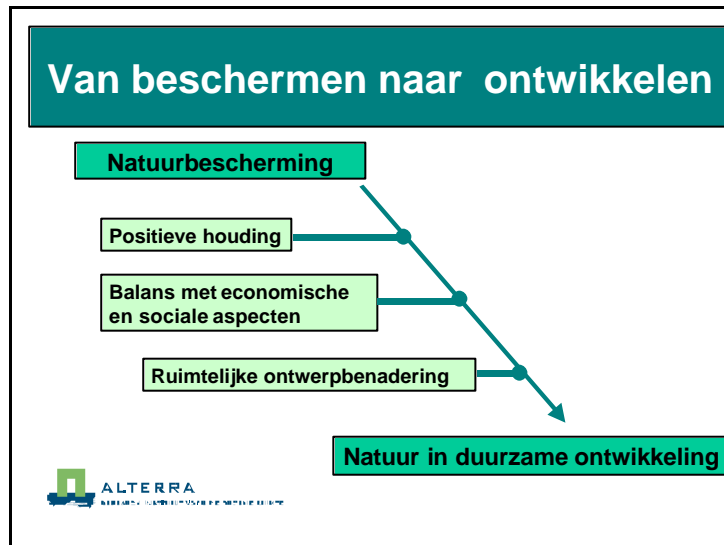 Van beschermen naar ontwikkelen
Natuurbescherming
Positieve houding
Balans met economische
en sociale aspecten
Ruimtelijke ontwerpbenadering
Natuur in duurzame ontwikkeling
ALTERRA